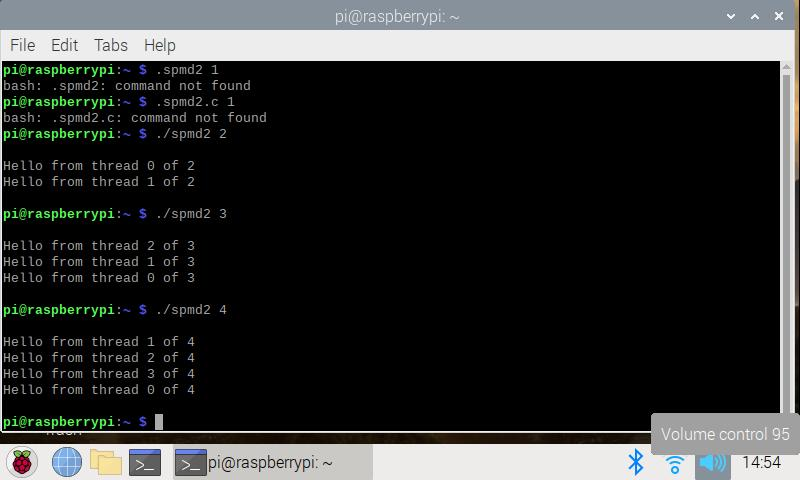 pi@raspberrypi: ~
File Edit Tabs Help
pi@raspberrypi:~ $ .spmd2 1
bash: .spmd2: command not found
pi@raspberrypi:~ $ .spmd2.c 1
bash: .spmd2.c: command not found
pi@raspberrypi:~ $ ./spmd2 2
Hello from thread 0 of 2
Hello from thread 1 of 2
pi@raspberrypi:~ $ ./spmd2 3
Hello from thread 2 of 3
Hello from thread 1 of 3
Hello from thread 0 of 3
pi@raspberrypi:~ $ ./spmd2 4
Hello from thread 1 of 4
Hello from thread 2 of 4
Hello from thread 3 of 4
Hello from thread 0 of 4
pi@raspberrypi:~ $
Volume control 95
>_ >_ pi@raspberrypi: ~ 14:54